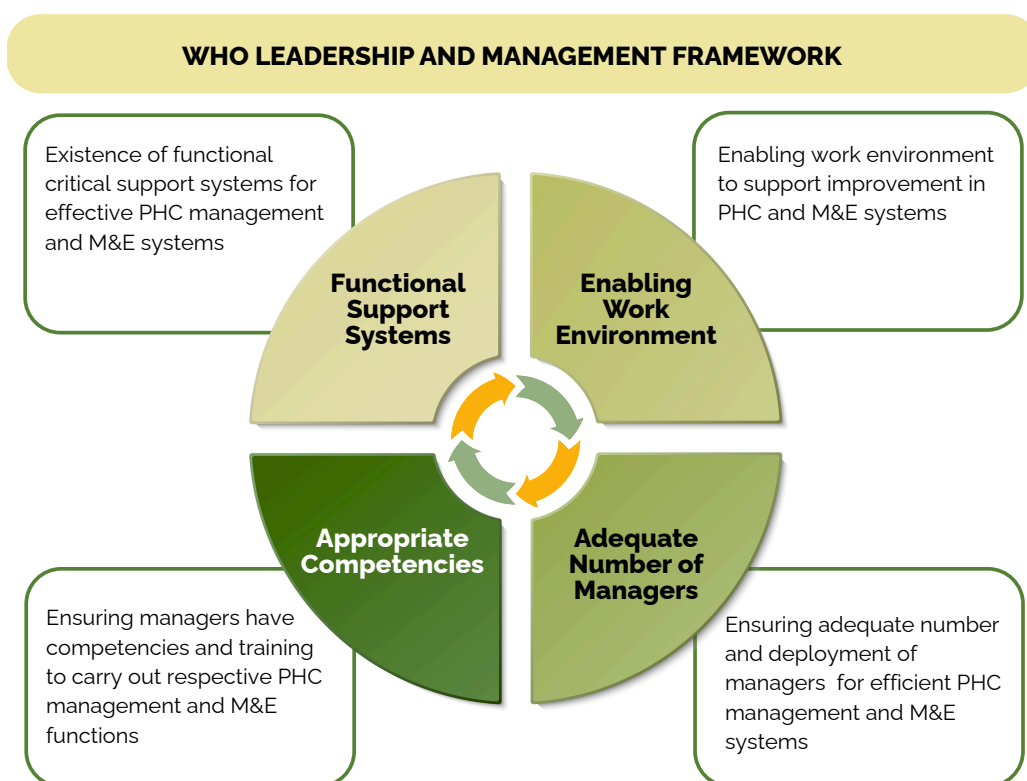 WHO LEADERSHIP AND MANAGEMENT FRAMEWORK
Existence of functional
critical support systems for
effective PHC management
and M&E systems
Enabling work environment
to support improvement in
PHC and M&E systems
Functional
Support
Systems
Enabling
Work
Environment
Appropriate
Competencies
Adequate
Number of
Managers
Ensuring managers have
competencies and training
to carry out respective PHC
management and M&E
functions
Ensuring adequate number
and deployment of
managers  for efficient PHC
management and M&E
systems